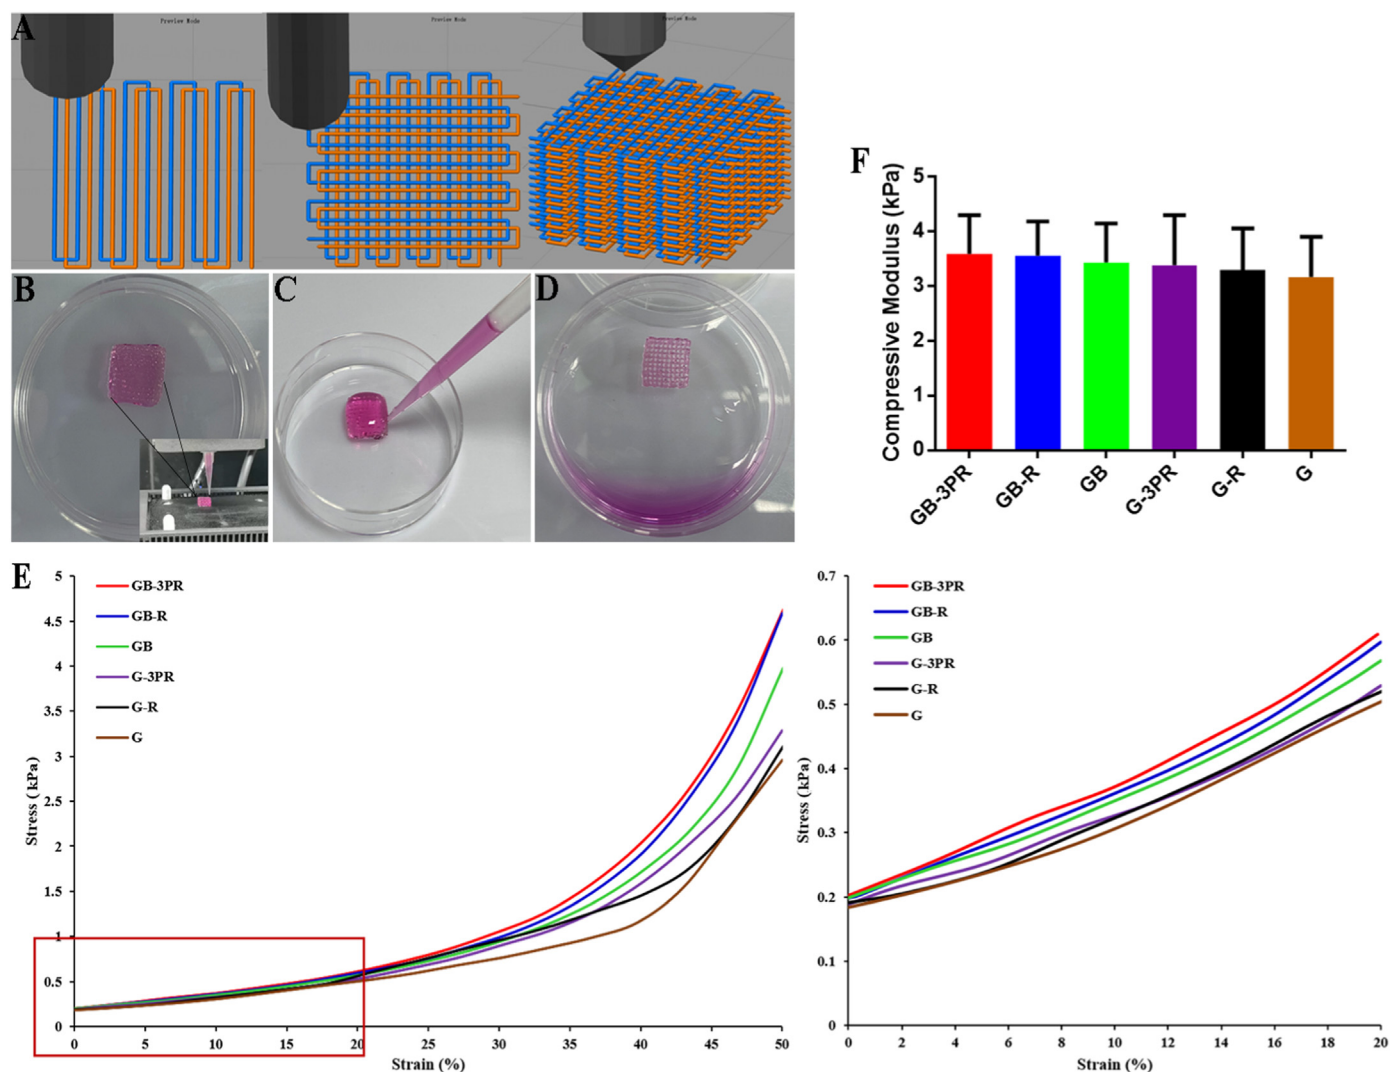 A
Preview Mode
Preview Mode
Preview Mode
B
C
D
F
Compressive Modulus (kPa)
5
4
3
2
1
0
GB-3PR
GB-R
GB
G-3PR
G-R
G
E
5
4.5
4
3.5
3
2.5
2
1.5
1
0.5
0
Stress (kPa)
GB-3PR
GB-R
GB
G-3PR
G-R
G
0
5
10
15
20
25
30
35
40
45
50
Strain (%)
0.7
0.6
0.5
0.4
0.3
0.2
0.1
0
Stress (kPa)
GB-3PR
GB-R
GB
G-3PR
G-R
G
0
2
4
6
8
10
12
14
16
18
20
Strain (%)